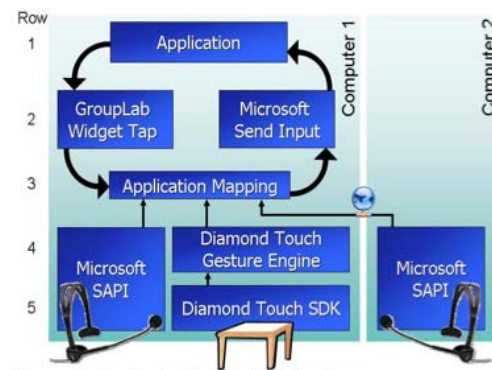 Row
1
Application
Computer 1
Computer 2
2
GroupLab
Widget Tap
Microsoft
Send Input
3
Application Mapping
4
Microsoft
SAPI
Diamond Touch
Gesture Engine
Microsoft
SAPI
5
Diamond Touch SDK